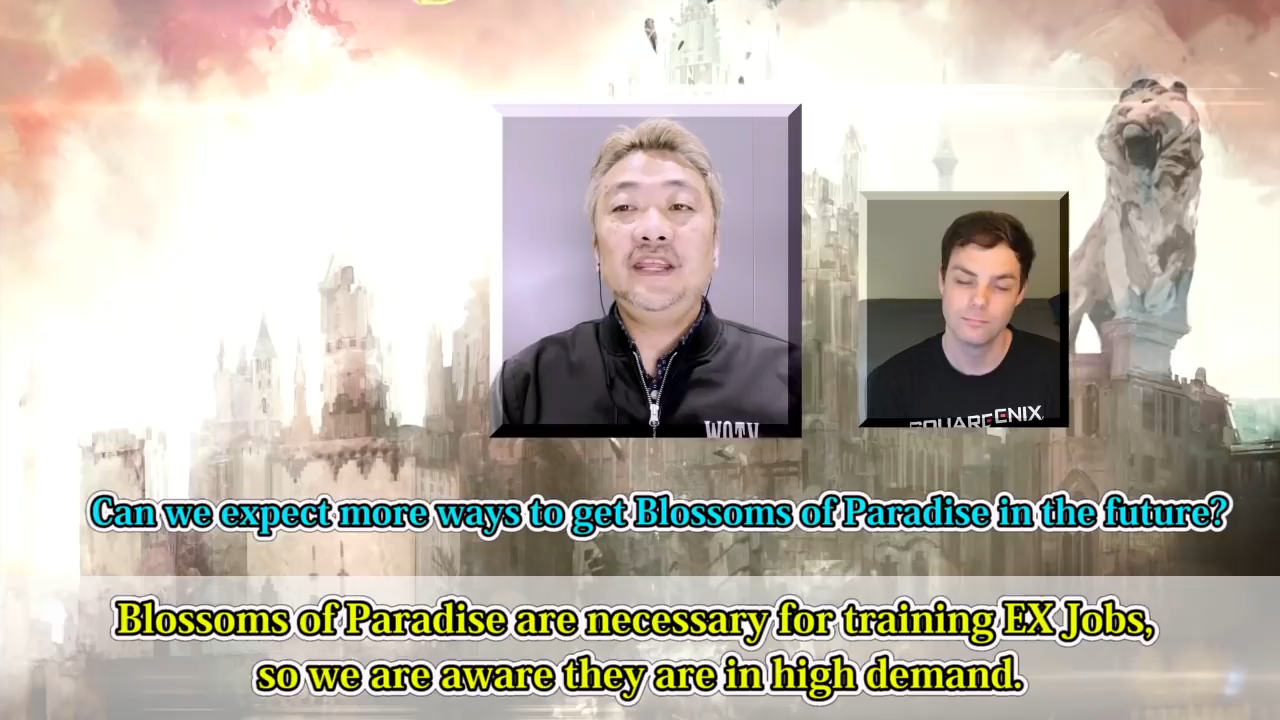 WOTV
SQUARE ENIX
Can we expect more ways to get Blossoms of Paradise in the future?
Blossoms of Paradise are necessary for training EX Jobs,
so we are aware they are in high demand.